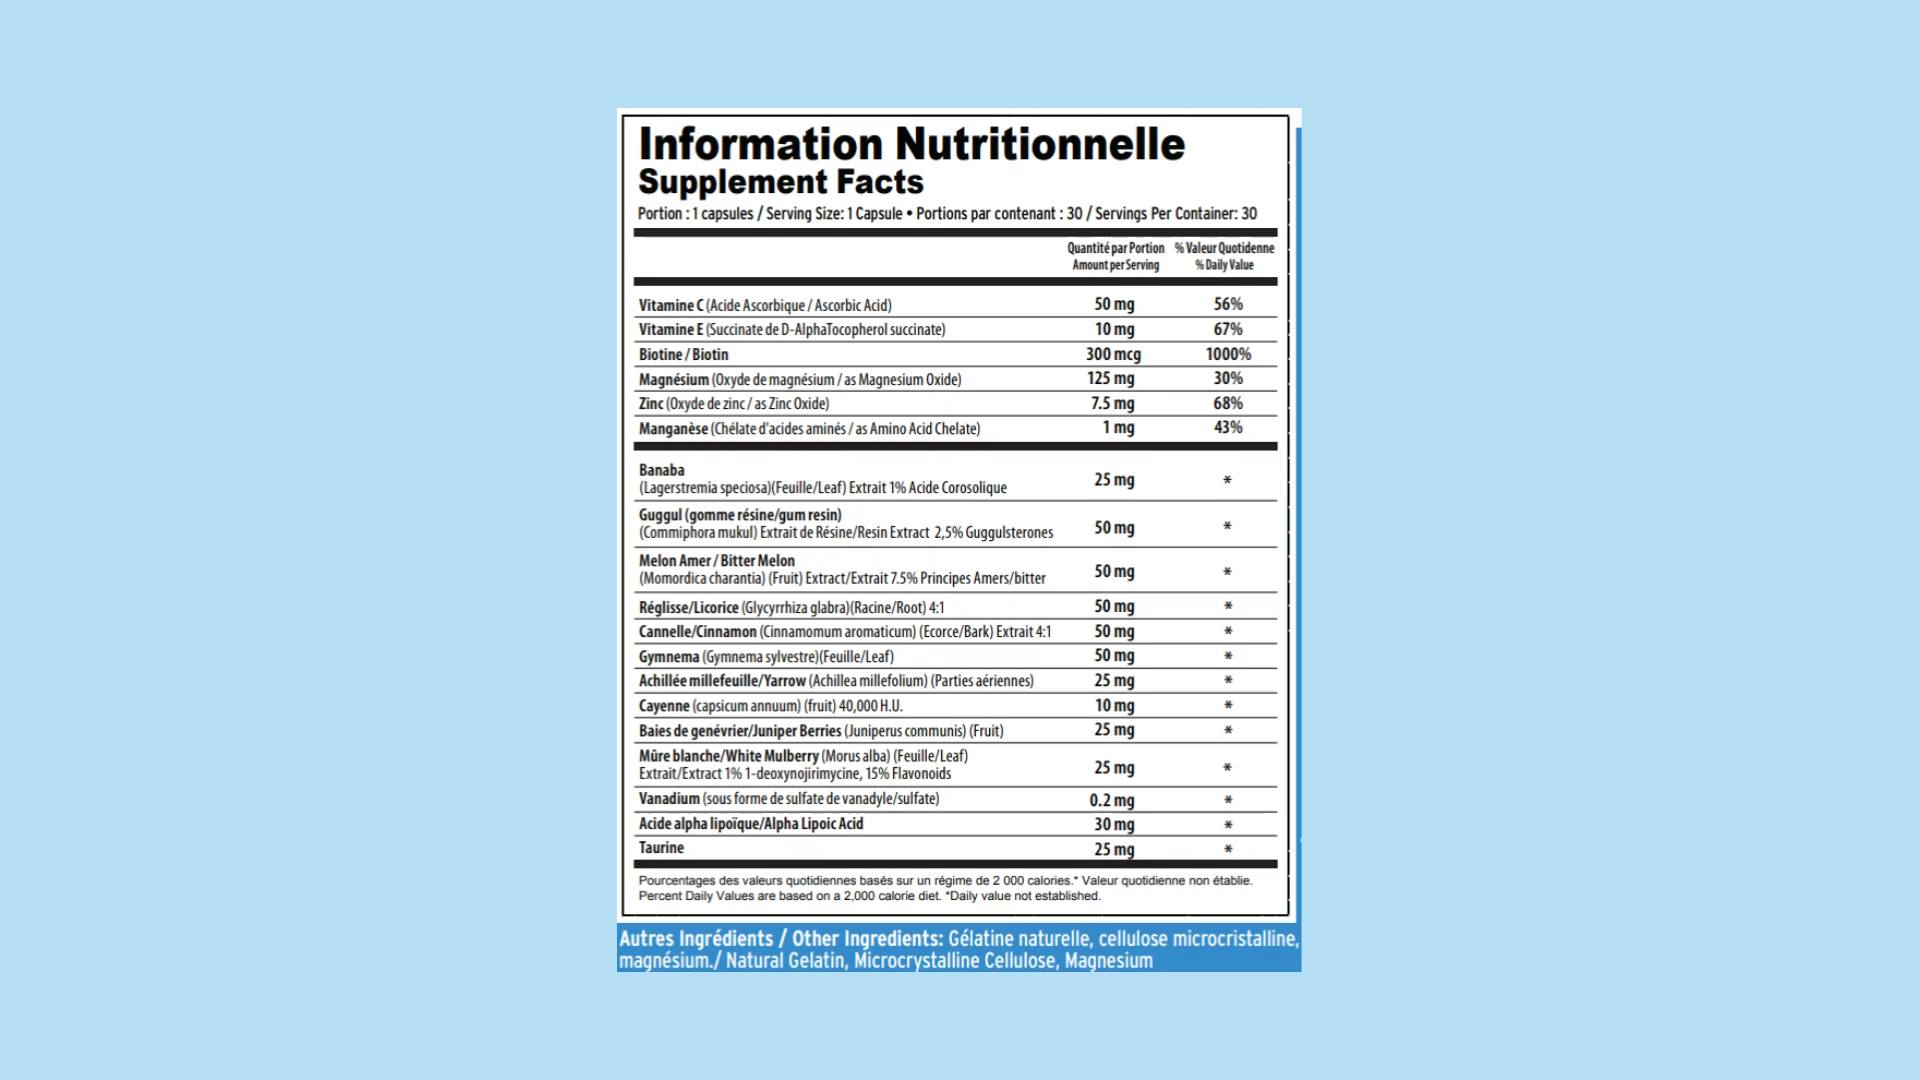 Information Nutritionnelle
Supplement Facts
Portion : 1 capsules / Serving Size: 1 Capsule • Portions par contenant : 30 / Servings Per Container: 30
Quantité par Portion % Valeur Quotidenne
Amount per Serving % Daily Value
Vitamine C (Acide Ascorbique / Ascorbic Acid) 50 mg 56%
Vitamine E (Succinate de D-AlphaTocopherol succinate) 10 mg 67%
Biotine / Biotin 300 mcg 1000%
Magnésium (Oxyde de magnésium / as Magnesium Oxide) 125 mg 30%
Zinc (Oxyde de zinc / as Zinc Oxide) 7.5 mg 68%
Manganèse (Chélate d'acides aminés / as Amino Acid Chelate) 1 mg 43%
Banaba
(Lagerstremia speciosa)(Feuille/Leaf) Extrait 1% Acide Corosolique 25 mg *
Guggul (gomme résine/gum resin)
(Commiphora mukul) Extrait de Résine/Resin Extract 2,5% Guggulsterones 50 mg *
Melon Amer / Bitter Melon
(Momordica charantia) (Fruit) Extract/Extrait 7.5% Principes Amers/bitter 50 mg *
Réglisse/Licorice (Glycyrrhiza glabra)(Racine/Root) 4:1 50 mg *
Cannelle/Cinnamon (Cinnamomum aromaticum) (Ecorce/Bark) Extrait 4:1 50 mg *
Gymnema (Gymnema sylvestre)(Feuille/Leaf) 50 mg *
Achillée millefeuille/Yarrow (Achillea millefolium) (Parties aériennes) 25 mg *
Cayenne (capsicum annuum) (fruit) 40,000 H.U. 10 mg *
Baies de genévrier/Juniper Berries (Juniperus communis) (Fruit) 25 mg *
Mûre blanche/White Mulberry (Morus alba) (Feuille/Leaf)
Extrait/Extract 1% 1-deoxynojirimycine, 15% Flavonoids 25 mg *
Vanadium (sous forme de sulfate de vanadyle/sulfate) 0.2 mg *
Acide alpha lipoïque/Alpha Lipoic Acid 30 mg *
Taurine 25 mg *
Pourcentages des valeurs quotidiennes basés sur un régime de 2 000 calories.* Valeur quotidienne non établie.
Percent Daily Values are based on a 2,000 calorie diet. *Daily value not established.
Autres Ingrédients / Other Ingredients: Gélatine naturelle, cellulose microcristalline,
magnésium./ Natural Gelatin, Microcrystalline Cellulose, Magnesium